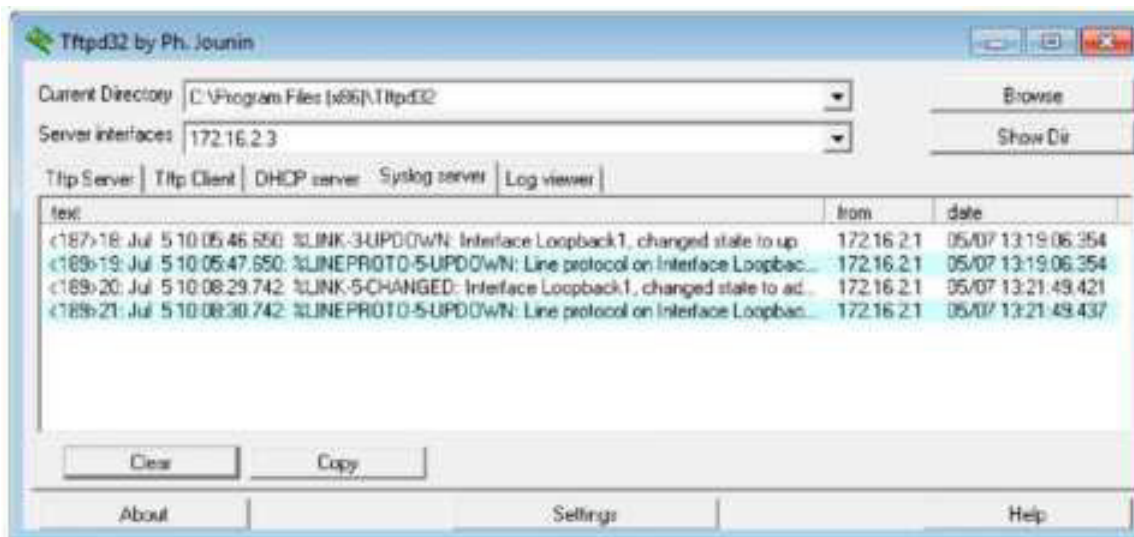 Tftpd32 by Ph. Jounin
Current Directory C:\Program Files (x86)\Tftpd32 Browse
Server interfaces 172.16.2.3 Show Dir
Tftp Server Tftp Client DHCP server Syslog server Log viewer
text from date
<187>18: Jul 5 10:05:46.650: %LINK-3-UPDOWN: Interface Loopback1, changed state to up 172.16.2.1 05/07 13:19:06.354
<189>19: Jul 5 10:05:47.650: %LINEPROTO-5-UPDOWN: Line protocol on Interface Loopbac... 172.16.2.1 05/07 13:19:06.354
<189>20: Jul 5 10:08:29.742: %LINK-5-CHANGED: Interface Loopback1, changed state to ad... 172.16.2.1 05/07 13:21:49.421
<189>21: Jul 5 10:08:30.742: %LINEPROTO-5-UPDOWN: Line protocol on Interface Loopbac... 172.16.2.1 05/07 13:21:49.437
Clear Copy
About Settings Help